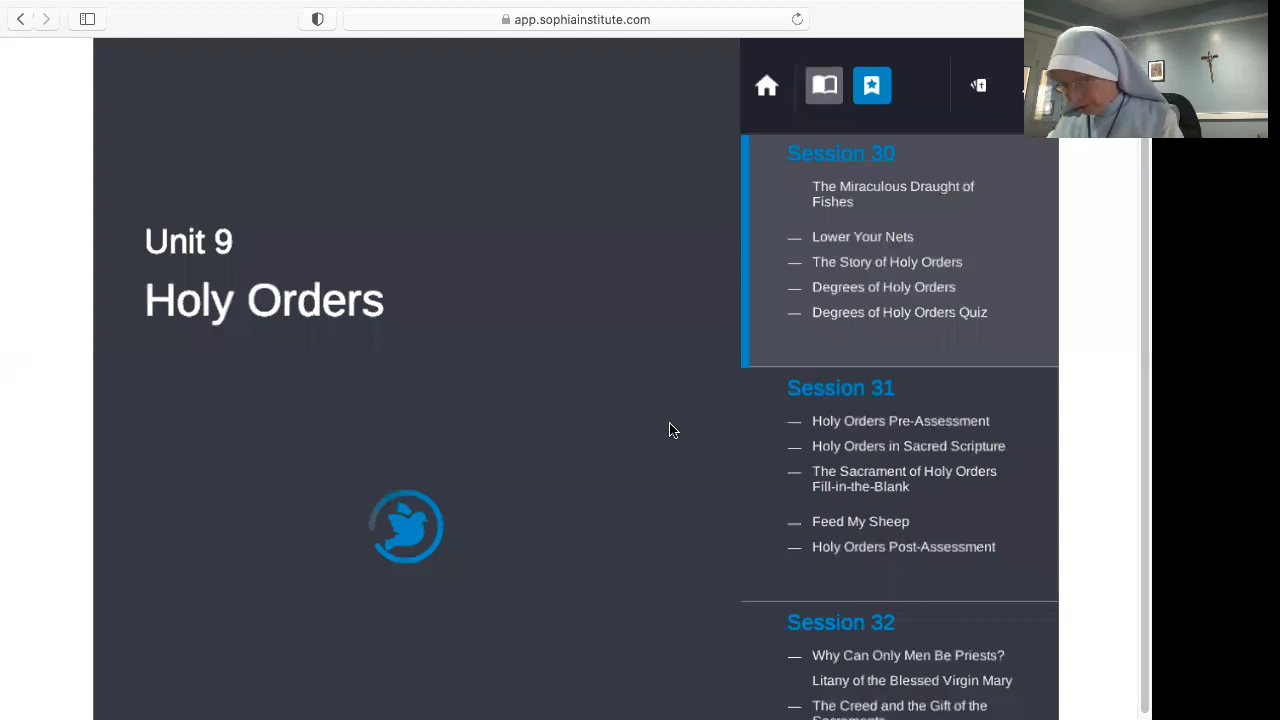 app.sophiainstitute.com
Unit 9
Holy Orders
Session 30
The Miraculous Draught of
Fishes
Lower Your Nets
The Story of Holy Orders
Degrees of Holy Orders
Degrees of Holy Orders Quiz
Session 31
Holy Orders Pre-Assessment
Holy Orders in Sacred Scripture
The Sacrament of Holy Orders
Fill-in-the-Blank
Feed My Sheep
Holy Orders Post-Assessment
Session 32
Why Can Only Men Be Priests?
Litany of the Blessed Virgin Mary
The Creed and the Gift of the
Sacraments